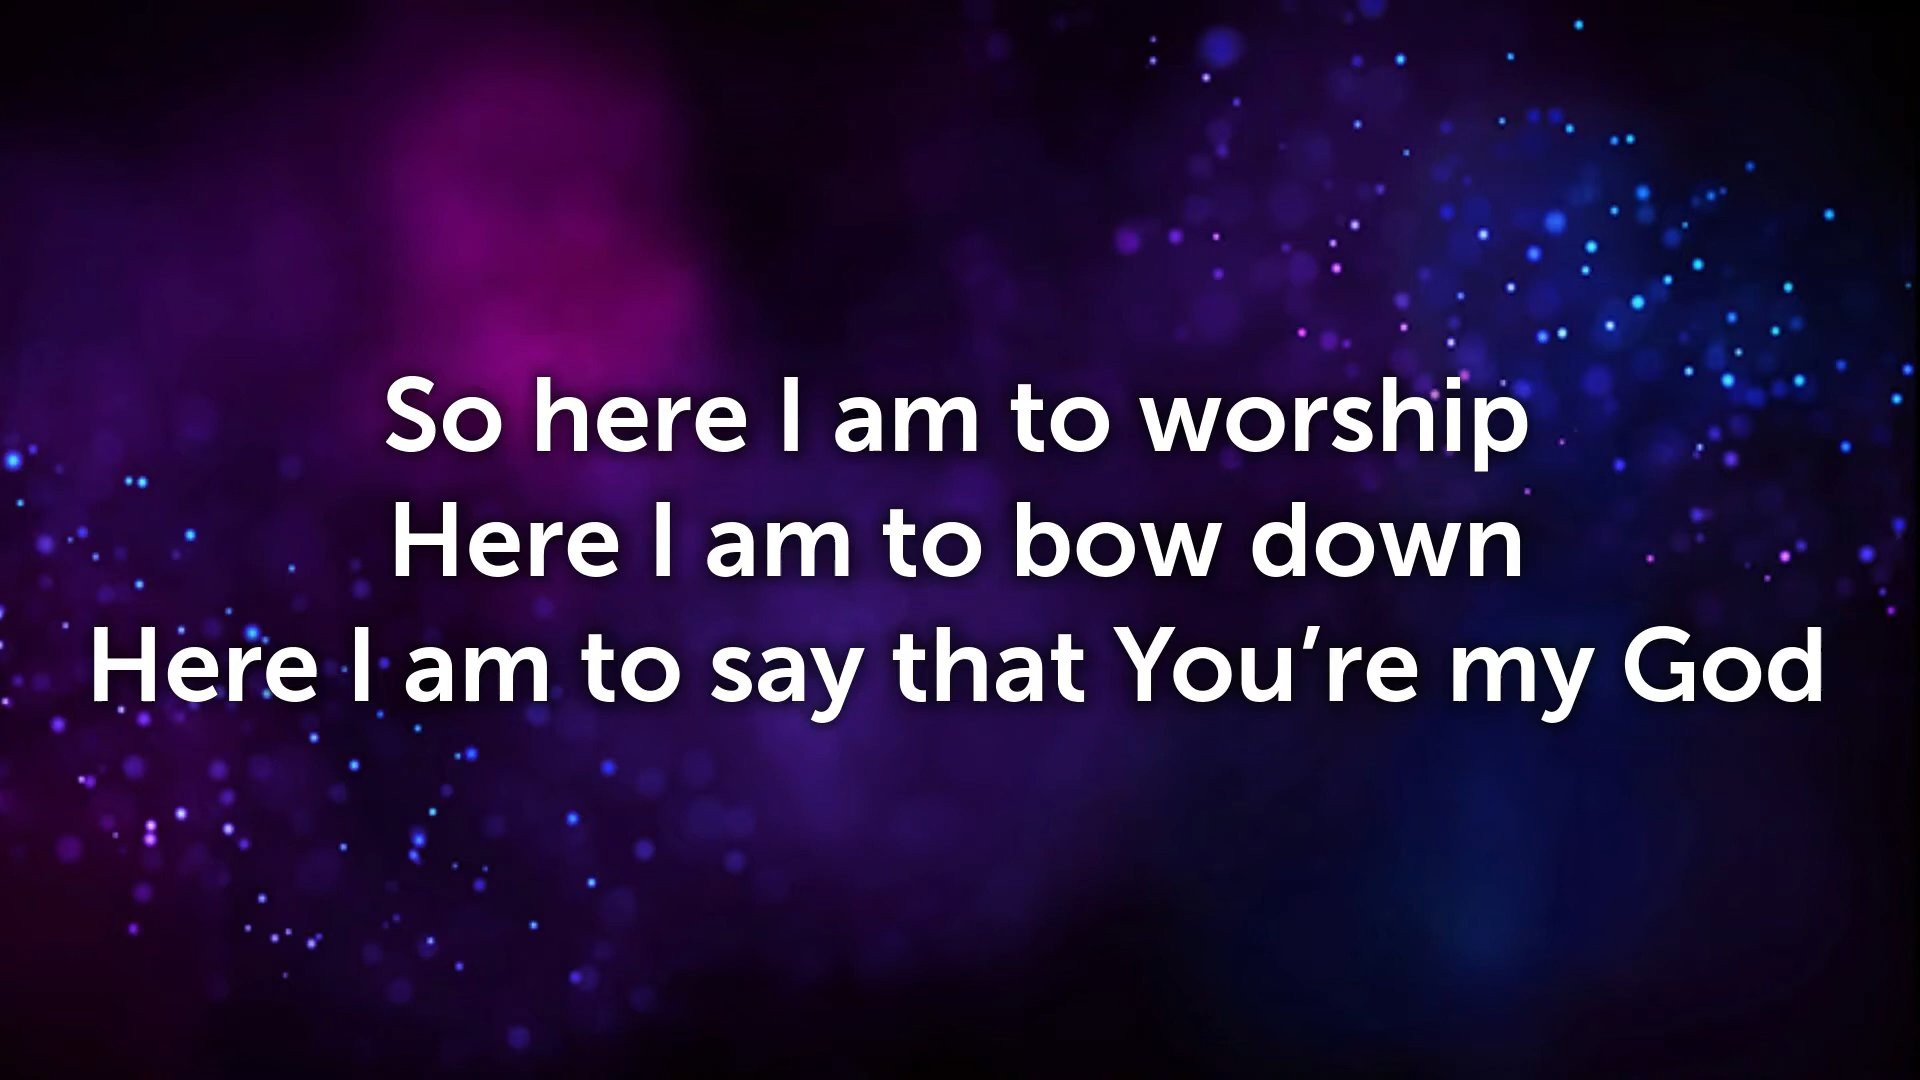 So here I am to worship
Here I am to bow down
Here I am to say that You’re my God